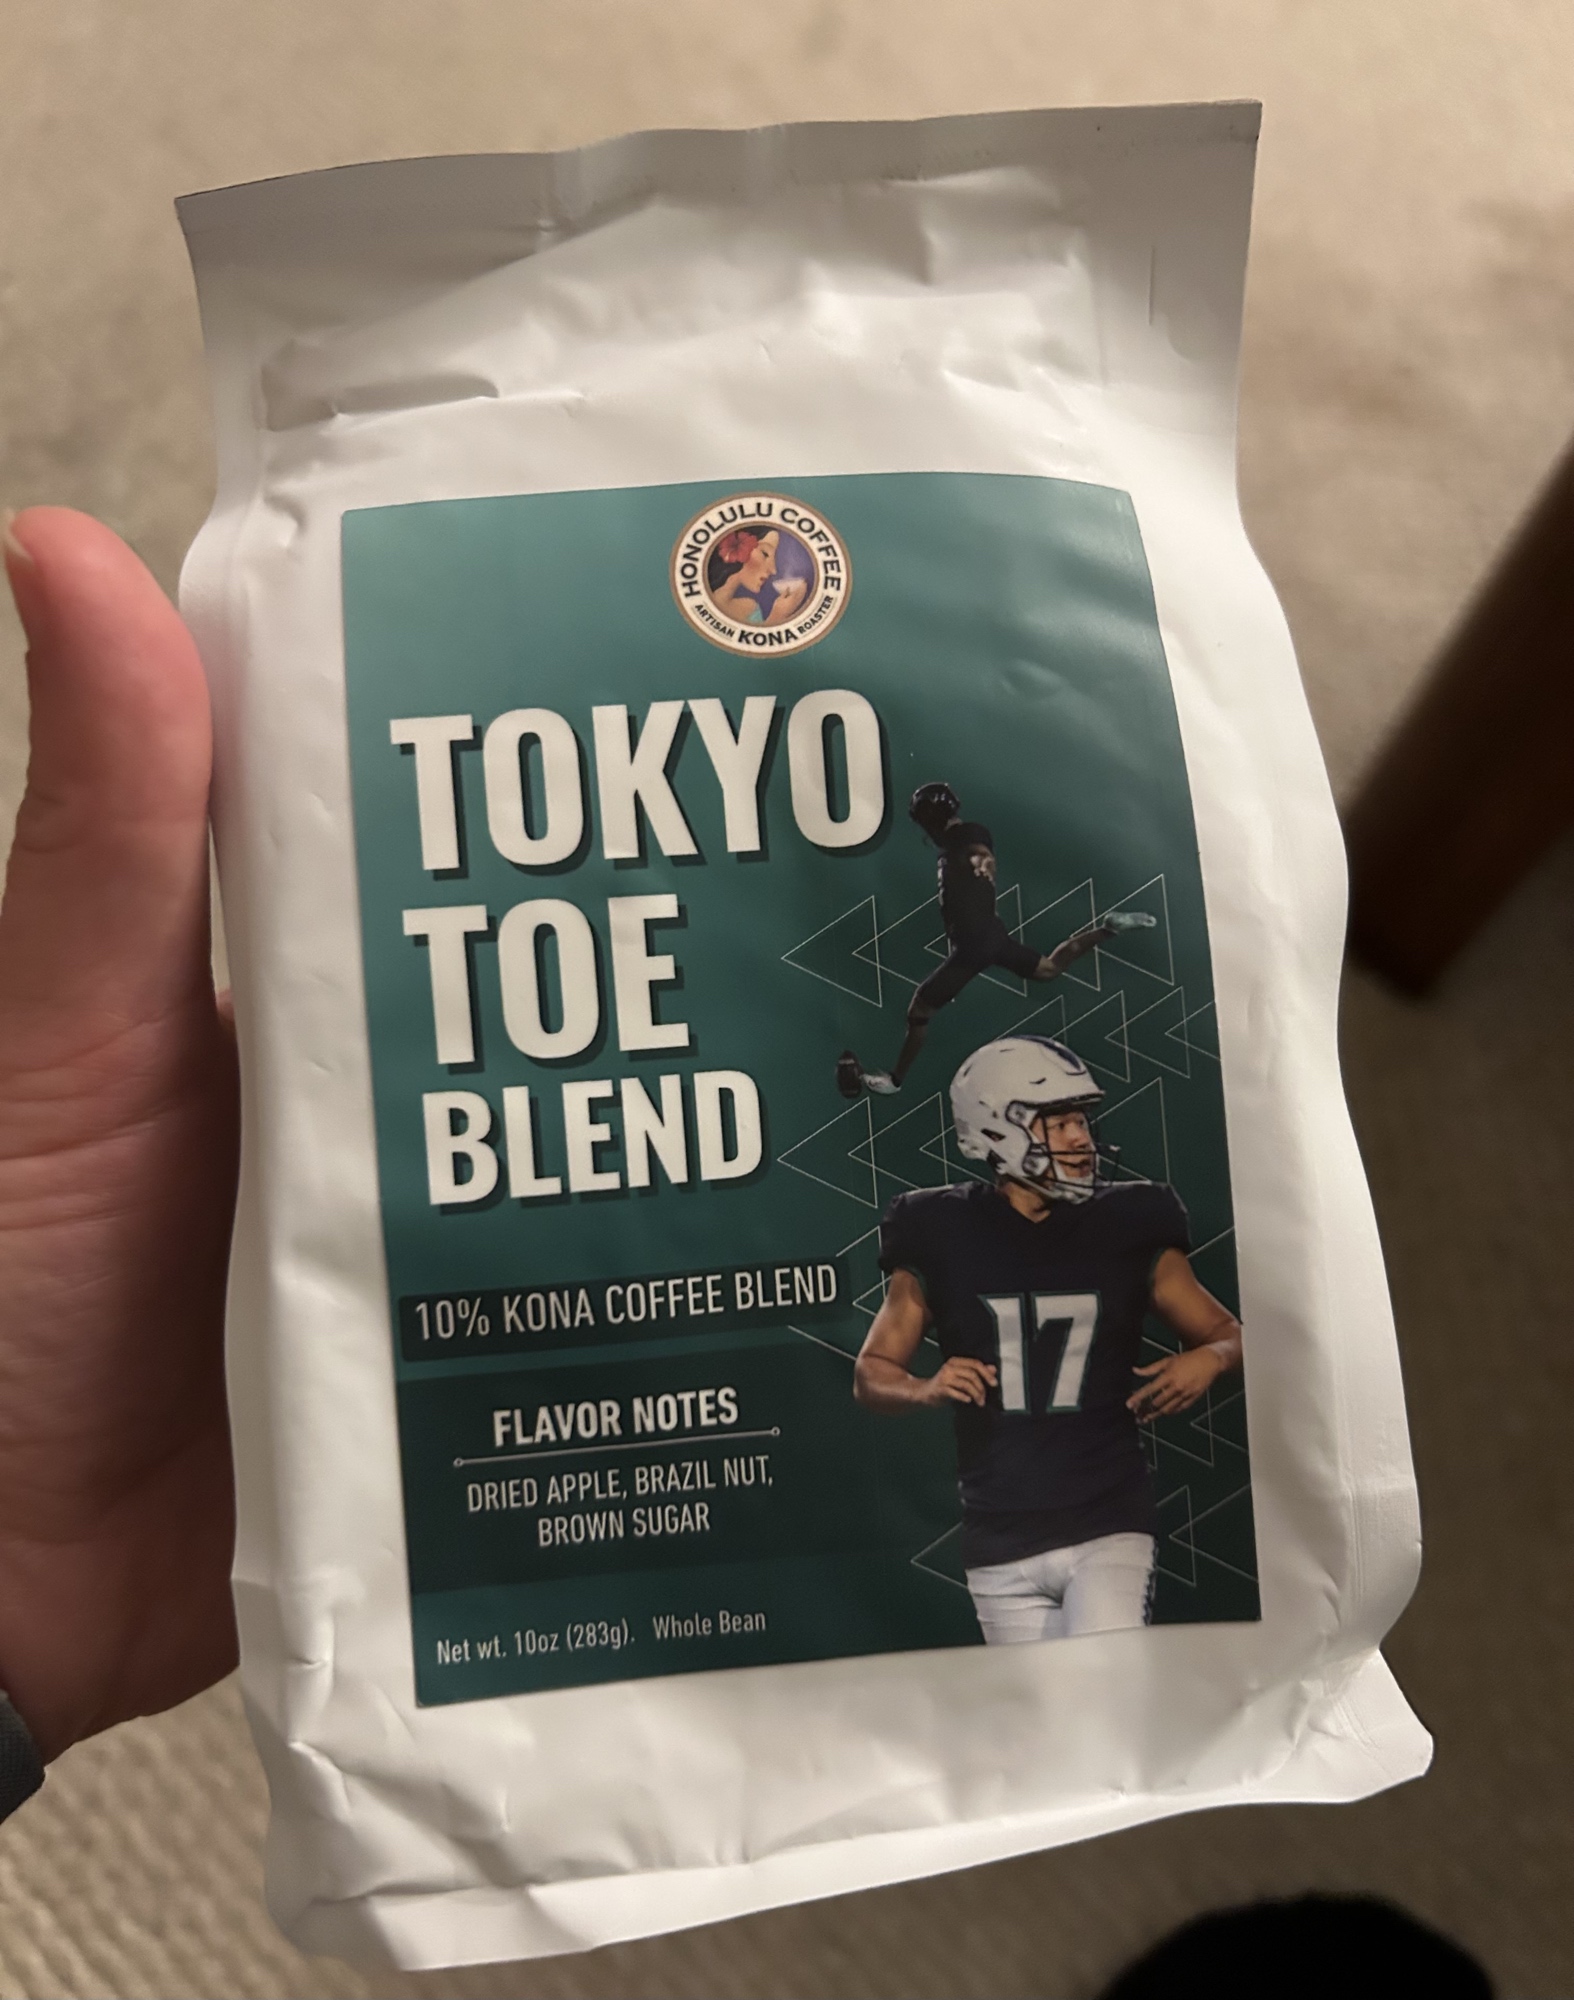 HONOLULU COFFEE
ARTISAN KONA ROASTER
TOKYO
TOE
BLEND
10% KONA COFFEE BLEND
17
FLAVOR NOTES
DRIED APPLE, BRAZIL NUT,
BROWN SUGAR
Net wt. 10oz (283g). Whole Bean